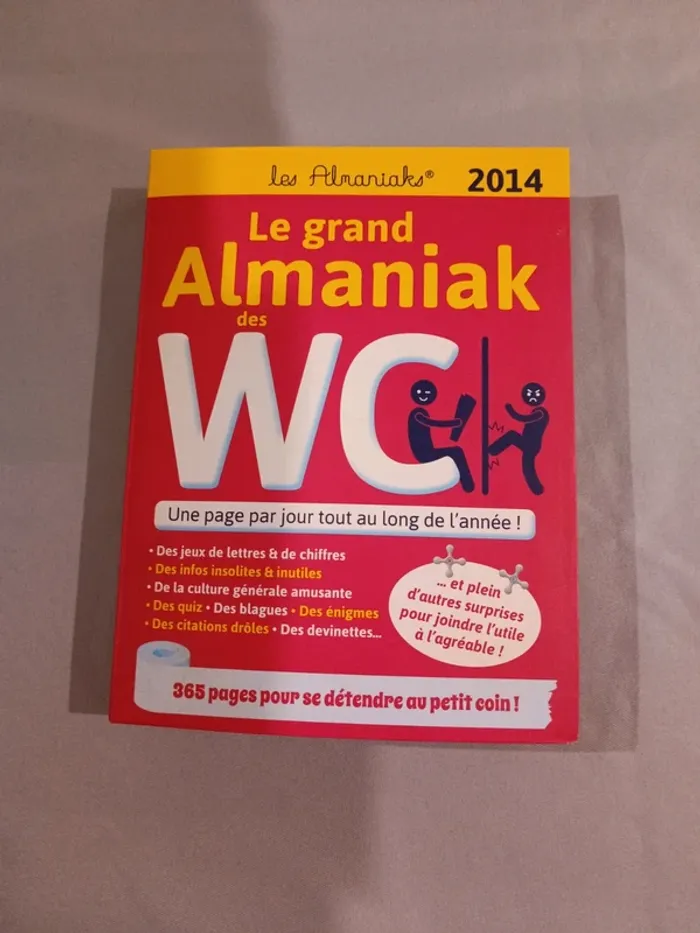 les Almaniaks® 2014
Le grand
Almaniak
des
WC
Une page par jour tout au long de l'année !
• Des jeux de lettres & de chiffres
• Des infos insolites & inutiles
• De la culture générale amusante
• Des quiz • Des blagues • Des énigmes
• Des citations drôles • Des devinettes...
... et plein
d'autres surprises
pour joindre l'utile
à l'agréable !
365 pages pour se détendre au petit coin !